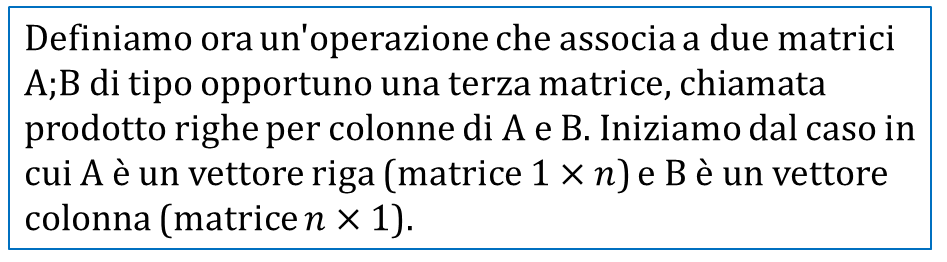 Definiamo ora un'operazione che associa a due matrici
A;B di tipo opportuno una terza matrice, chiamata
prodotto righe per colonne di A e B. Iniziamo dal caso in
cui A è un vettore riga (matrice 1 × n) e B è un vettore
colonna (matrice n × 1).